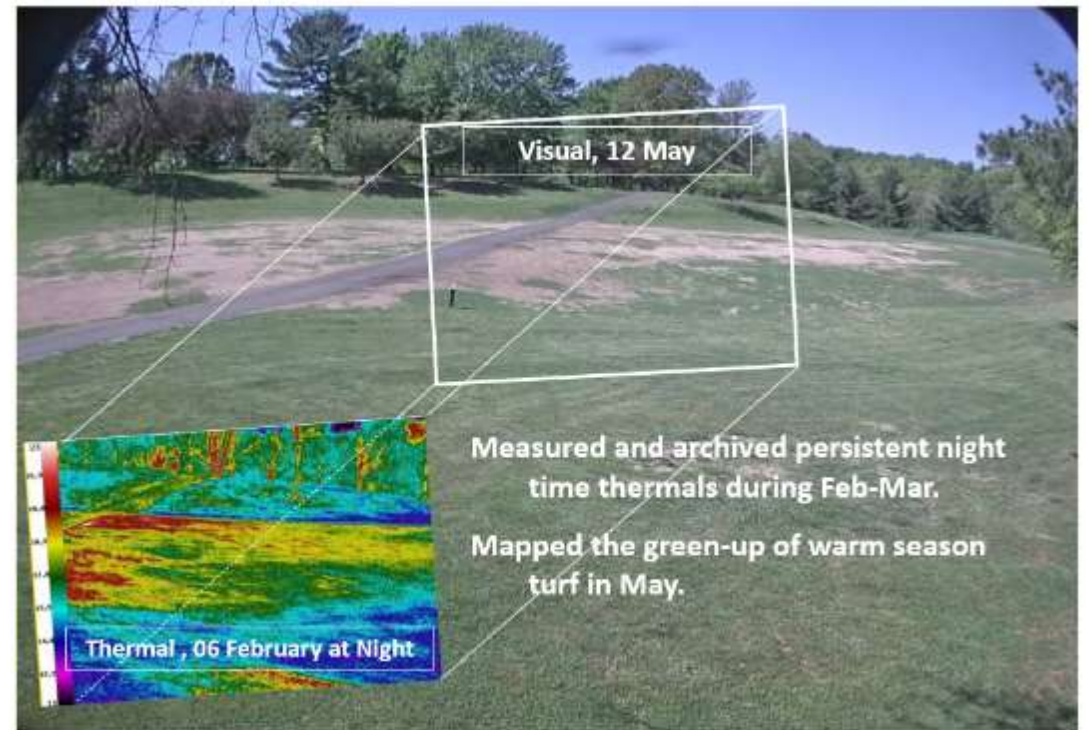 Visual, 12 May
Measured and archived persistent night
time thermals during Feb-Mar.
Mapped the green-up of warm season
turf in May.
Thermal , 06 February at Night